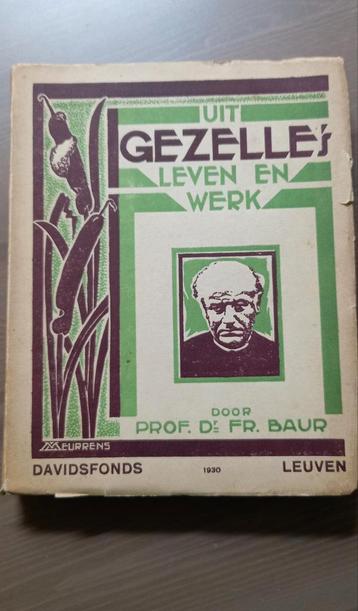 UIT
GEZELLE'S
LEVEN EN
WERK
DOOR
PROF. Dr FR. BAUR
MEURRENS
DAVIDSFONDS 1930 LEUVEN